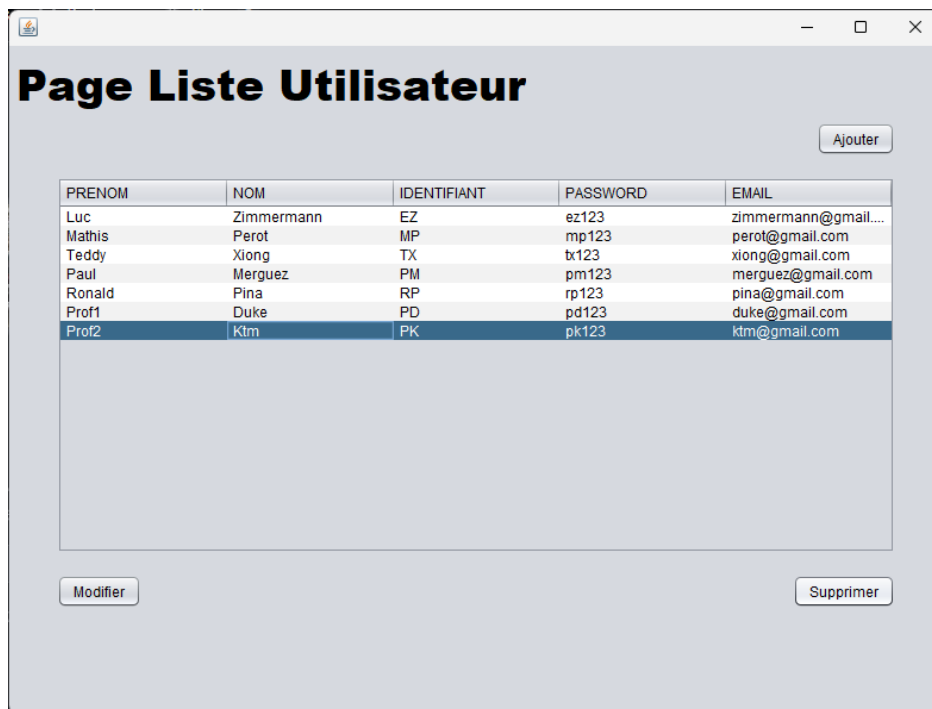 Page Liste Utilisateur
Ajouter
PRENOM NOM IDENTIFIANT PASSWORD EMAIL
Luc Zimmermann EZ ez123 zimmermann@gmail....
Mathis Perot MP mp123 perot@gmail.com
Teddy Xiong TX tx123 xiong@gmail.com
Paul Merguez PM pm123 merguez@gmail.com
Ronald Pina RP rp123 pina@gmail.com
Prof1 Duke PD pd123 duke@gmail.com
Prof2 Ktm PK pk123 ktm@gmail.com
Modifier Supprimer